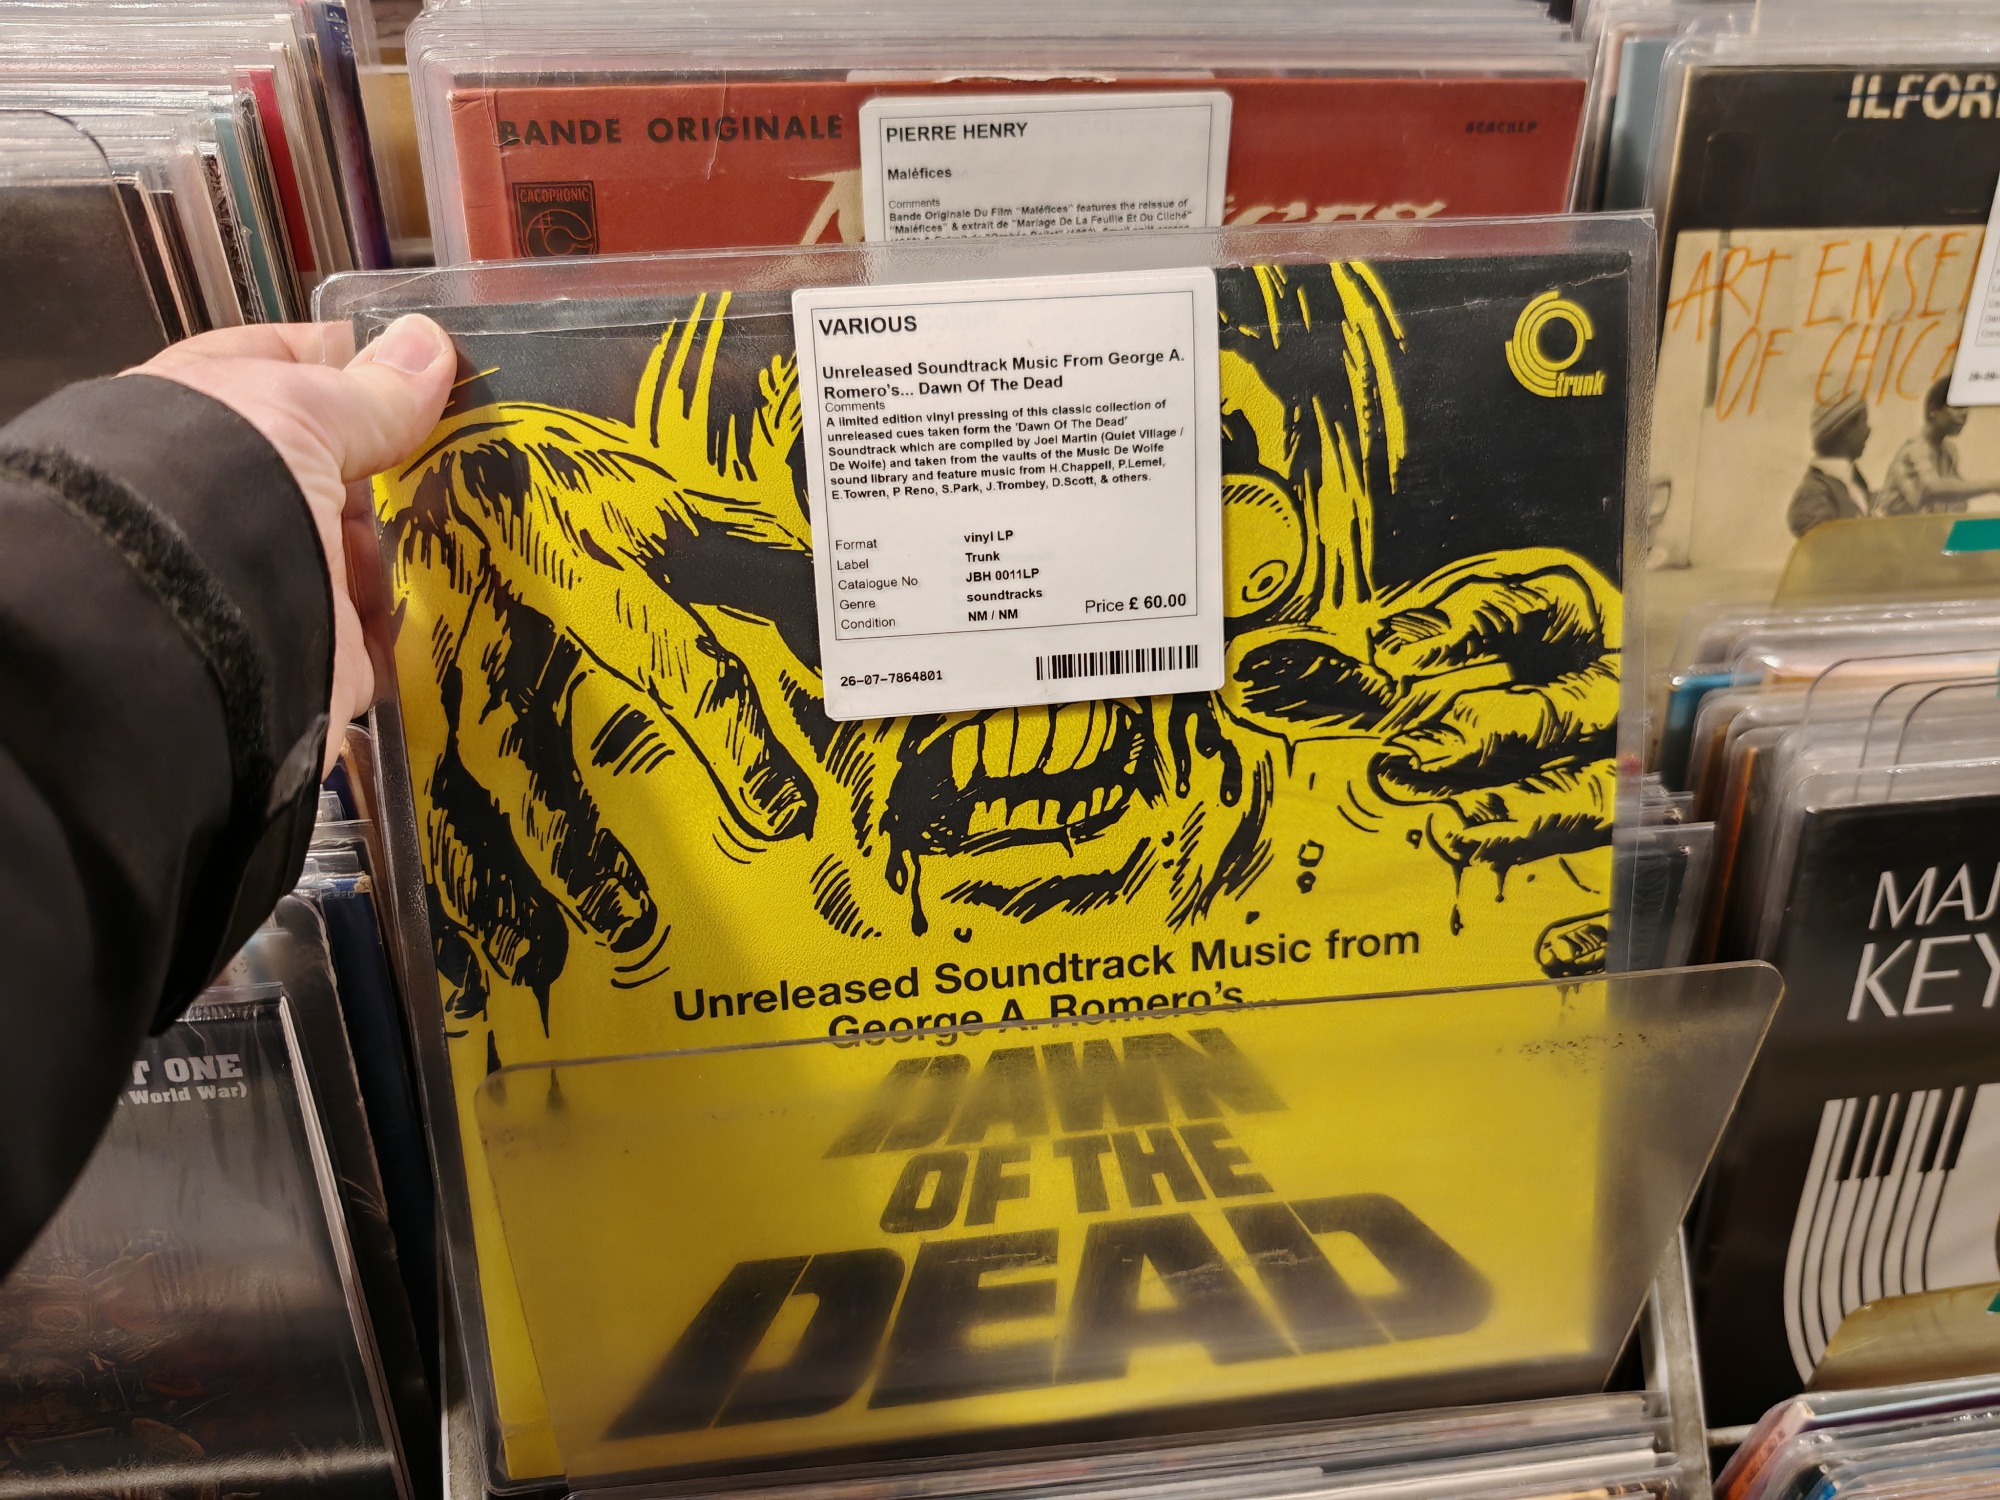 BANDE ORIGINALE
CACOPHONIC
PIERRE HENRY
Maléfices
Comments
Bande Originale Du Film "Maléfices" features the reissue of
"Maléfices" & extrait de "Mariage De La Feuille Et Du Cliché"
ILFOR
ART ENSE
OF CHICA
VARIOUS
Unreleased Soundtrack Music From George A.
Romero's... Dawn Of The Dead
Comments
A limited edition vinyl pressing of this classic collection of
unreleased cues taken form the 'Dawn Of The Dead'
Soundtrack which are compiled by Joel Martin (Quiet Village /
De Wolfe) and taken from the vaults of the Music De Wolfe
sound library and feature music from H.Chappell, P.Lemel,
E.Towren, P Reno, S.Park, J.Trombey, D.Scott, & others.
Format vinyl LP
Label Trunk
Catalogue No JBH 0011LP
Genre soundtracks
Condition NM / NM Price £ 60.00
26-07-7864801
trunk
Unreleased Soundtrack Music from
George A. Romero's...
DAWN
OF THE
DEAD
T ONE
World War)
MAJ
KEY